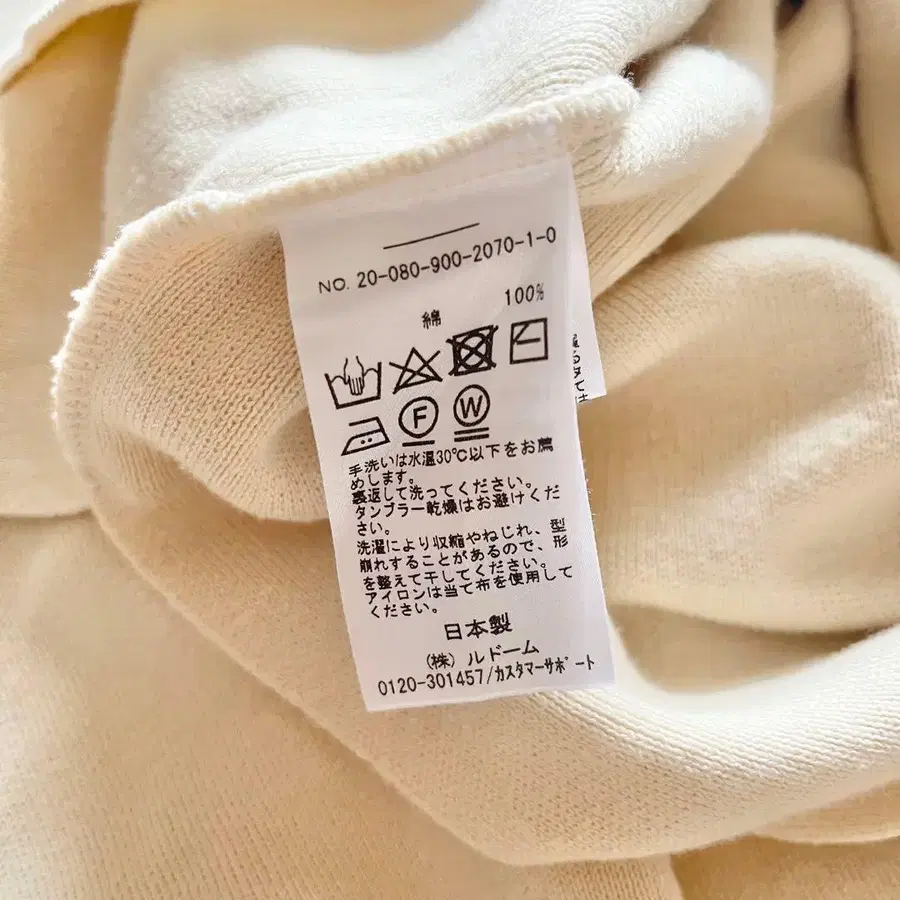 NO. 20-080-900-2070-1-0
綿 100%
F W
手洗いは水温30℃以下をお薦
めします。
裏返して洗ってください。
タンブラー乾燥はお避けくだ
さい。
洗濯により収縮やねじれ、型
崩れすることがあるので、形
を整えて干してください。
アイロンは当て布を使用して
ください。
日本製
(株) ルドーム
0120-301457/カスタマーサポート